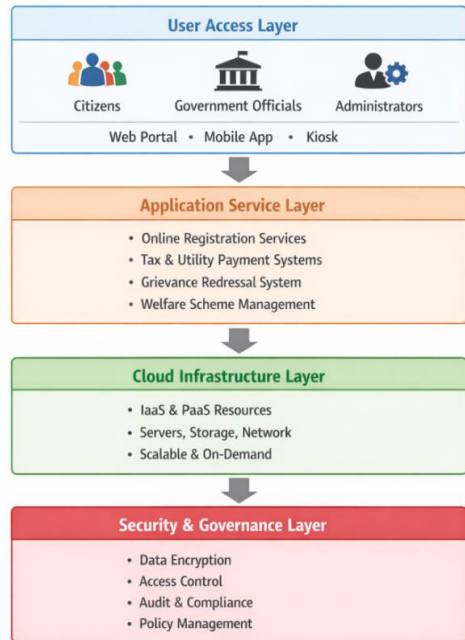 User Access Layer
Citizens Government Officials Administrators
Web Portal • Mobile App • Kiosk
Application Service Layer
• Online Registration Services
• Tax & Utility Payment Systems
• Grievance Redressal System
• Welfare Scheme Management
Cloud Infrastructure Layer
• IaaS & PaaS Resources
• Servers, Storage, Network
• Scalable & On-Demand
Security & Governance Layer
• Data Encryption
• Access Control
• Audit & Compliance
• Policy Management